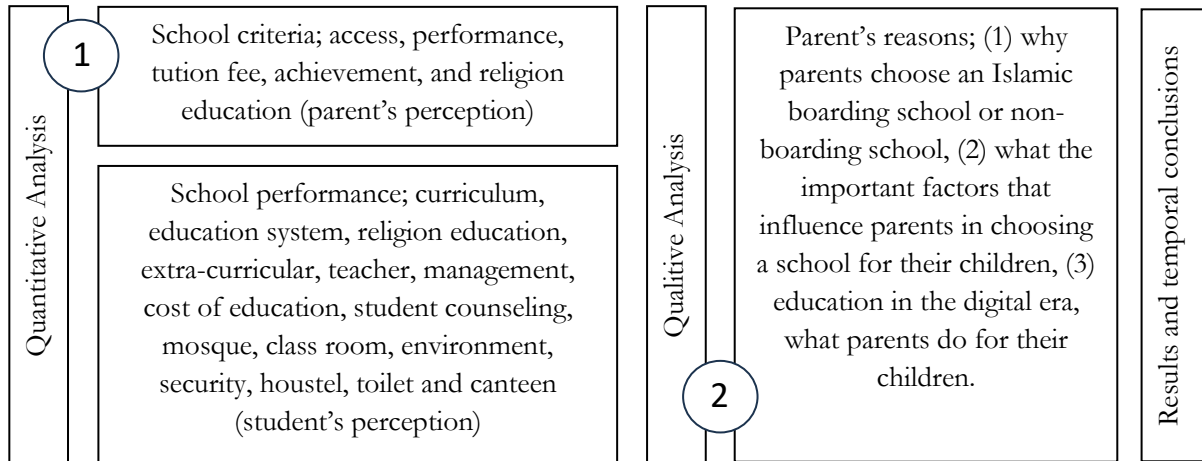 Quantitative Analysis
1
School criteria; access, performance,
tution fee, achievement, and religion
education (parent's perception)
School performance; curriculum,
education system, religion education,
extra-curricular, teacher, management,
cost of education, student counseling,
mosque, class room, environment,
security, houstel, toilet and canteen
(student's perception)
Qualitive Analysis
2
Parent's reasons; (1) why
parents choose an Islamic
boarding school or non-
boarding school, (2) what the
important factors that
influence parents in choosing
a school for their children, (3)
education in the digital era,
what parents do for their
children.
Results and temporal conclusions